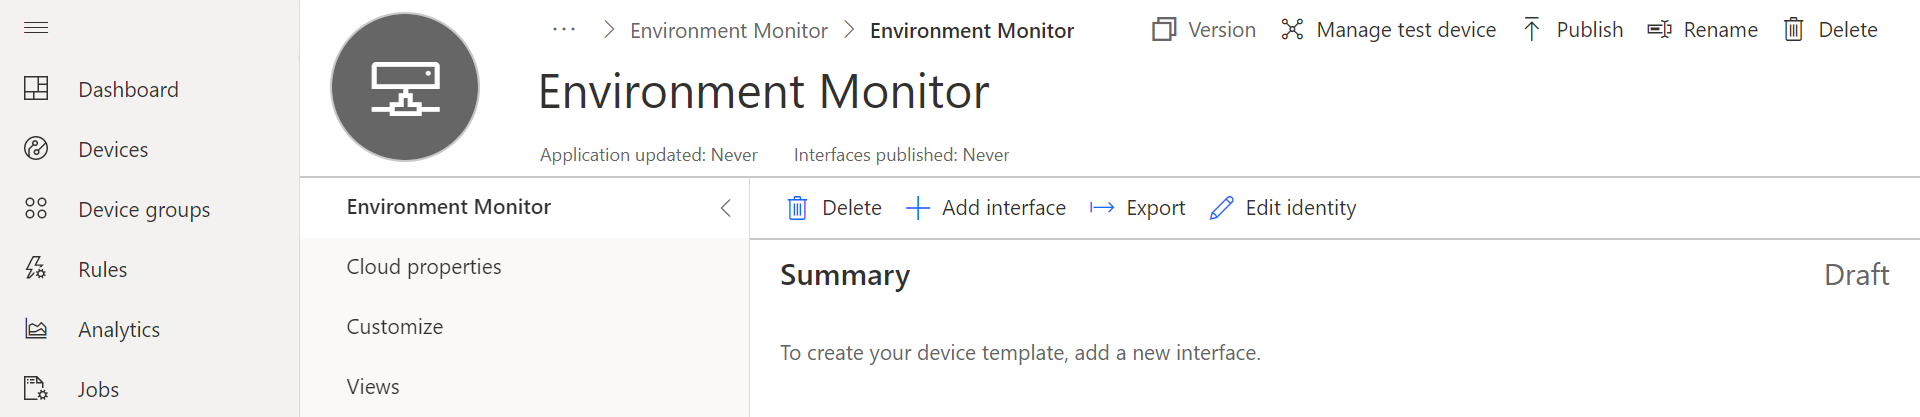 Dashboard
Devices
Device groups
Rules
Analytics
Jobs
... > Environment Monitor > Environment Monitor
Version Manage test device Publish Rename Delete
Environment Monitor
Application updated: Never Interfaces published: Never
Environment Monitor
Cloud properties
Customize
Views
Delete Add interface Export Edit identity
Summary Draft
To create your device template, add a new interface.